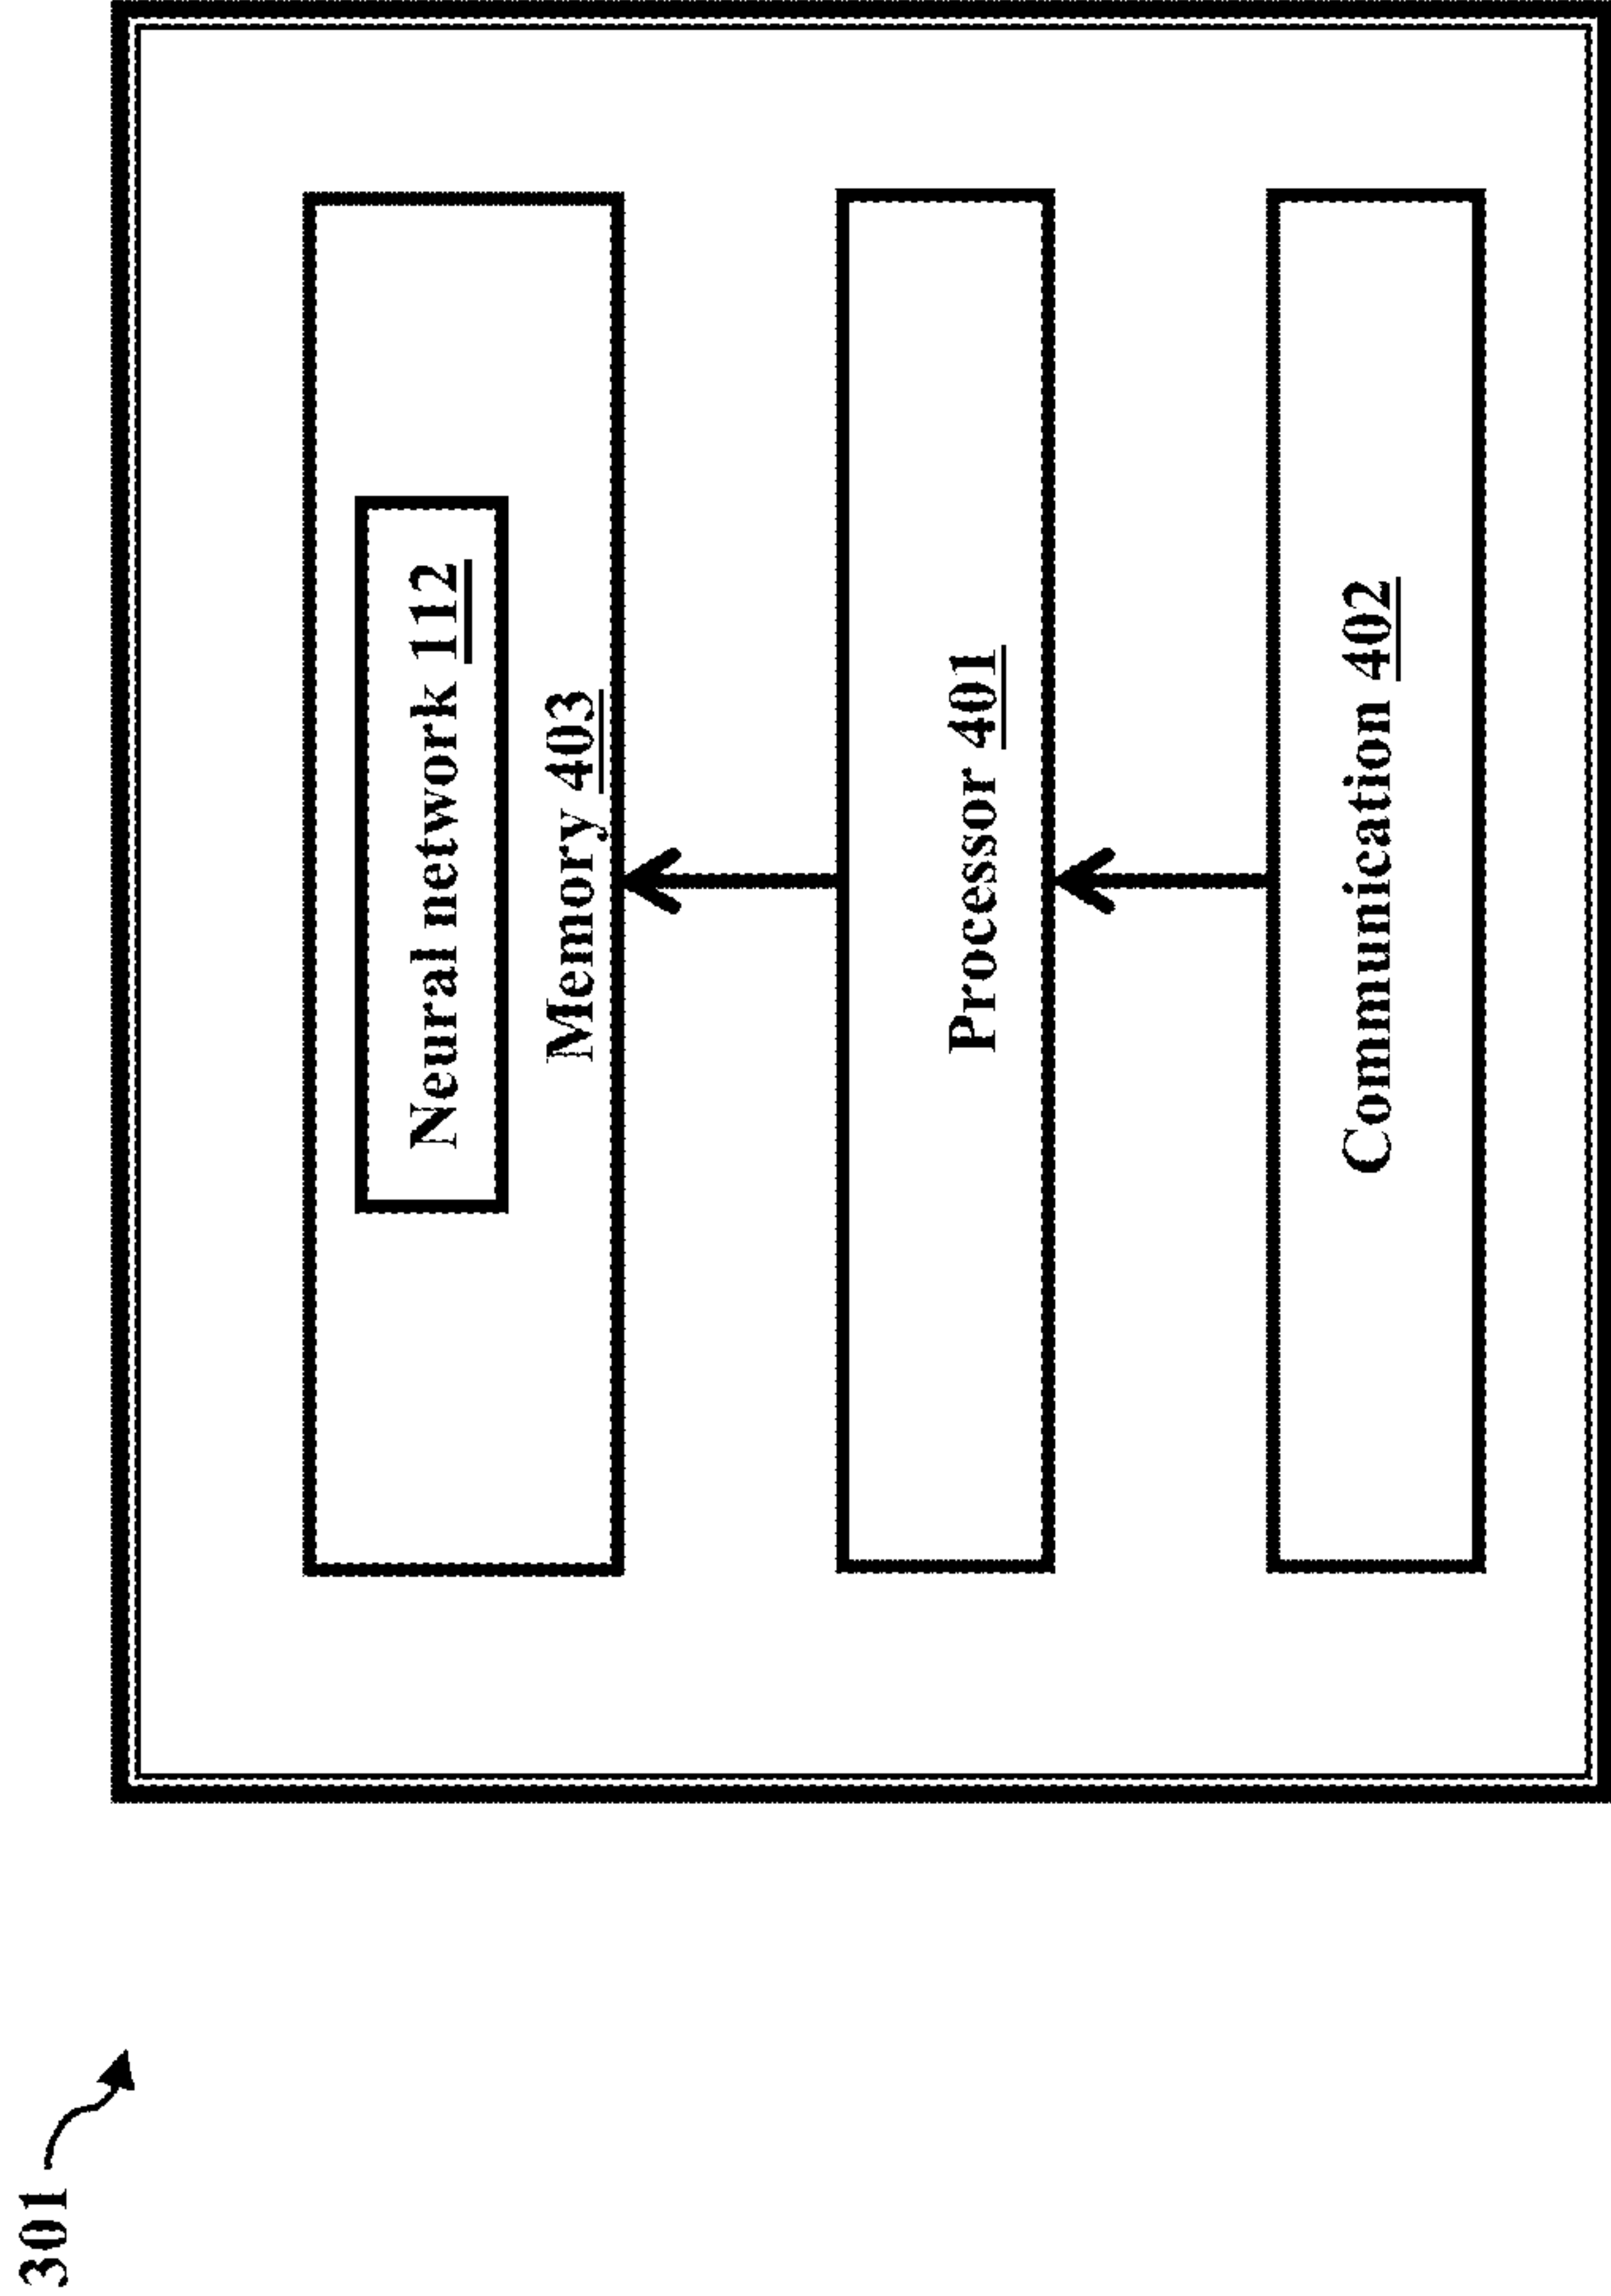 301
Neural network 112
Memory 403
Processor 401
Communication 402